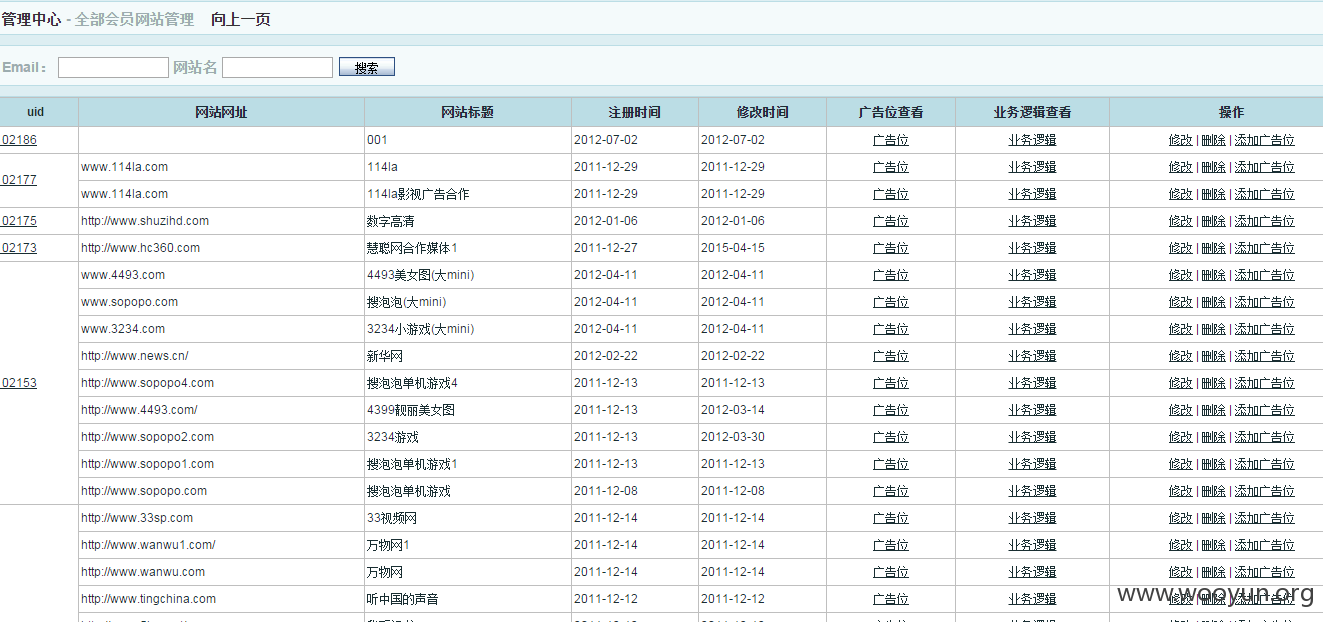 管理中心 - 全部会员网站管理 向上一页
Email： 网站名 搜索
uid 网站网址 网站标题 注册时间 修改时间 广告位查看 业务逻辑查看 操作
02186 001 2012-07-02 2012-07-02 广告位 业务逻辑 修改 | 删除 | 添加广告位
02177 www.114la.com 114la 2011-12-29 2011-12-29 广告位 业务逻辑 修改 | 删除 | 添加广告位
www.114la.com 114la影视广告合作 2011-12-29 2011-12-29 广告位 业务逻辑 修改 | 删除 | 添加广告位
02175 http://www.shuzihd.com 数字高清 2012-01-06 2012-01-06 广告位 业务逻辑 修改 | 删除 | 添加广告位
02173 http://www.hc360.com 慧聪网合作媒体1 2011-12-27 2015-04-15 广告位 业务逻辑 修改 | 删除 | 添加广告位
www.4493.com 4493美女图(大mini) 2012-04-11 2012-04-11 广告位 业务逻辑 修改 | 删除 | 添加广告位
www.sopopo.com 搜泡泡(大mini) 2012-04-11 2012-04-11 广告位 业务逻辑 修改 | 删除 | 添加广告位
www.3234.com 3234小游戏(大mini) 2012-04-11 2012-04-11 广告位 业务逻辑 修改 | 删除 | 添加广告位
http://www.news.cn/ 新华网 2012-02-22 2012-02-22 广告位 业务逻辑 修改 | 删除 | 添加广告位
02153 http://www.sopopo4.com 搜泡泡单机游戏4 2011-12-13 2011-12-13 广告位 业务逻辑 修改 | 删除 | 添加广告位
http://www.4493.com/ 4399靓丽美女图 2011-12-13 2012-03-14 广告位 业务逻辑 修改 | 删除 | 添加广告位
http://www.sopopo2.com 3234游戏 2011-12-13 2012-03-30 广告位 业务逻辑 修改 | 删除 | 添加广告位
http://www.sopopo1.com 搜泡泡单机游戏1 2011-12-13 2011-12-13 广告位 业务逻辑 修改 | 删除 | 添加广告位
http://www.sopopo.com 搜泡泡单机游戏 2011-12-08 2011-12-08 广告位 业务逻辑 修改 | 删除 | 添加广告位
http://www.33sp.com 33视频网 2011-12-14 2011-12-14 广告位 业务逻辑 修改 | 删除 | 添加广告位
http://www.wanwu1.com/ 万物网1 2011-12-14 2011-12-14 广告位 业务逻辑 修改 | 删除 | 添加广告位
http://www.wanwu.com 万物网 2011-12-14 2011-12-14 广告位 业务逻辑 修改 | 删除 | 添加广告位
http://www.tingchina.com 听中国的声音 2011-12-12 2011-12-12 广告位 业务逻辑 修改 | 删除 | 添加广告位
www.wooyun.org